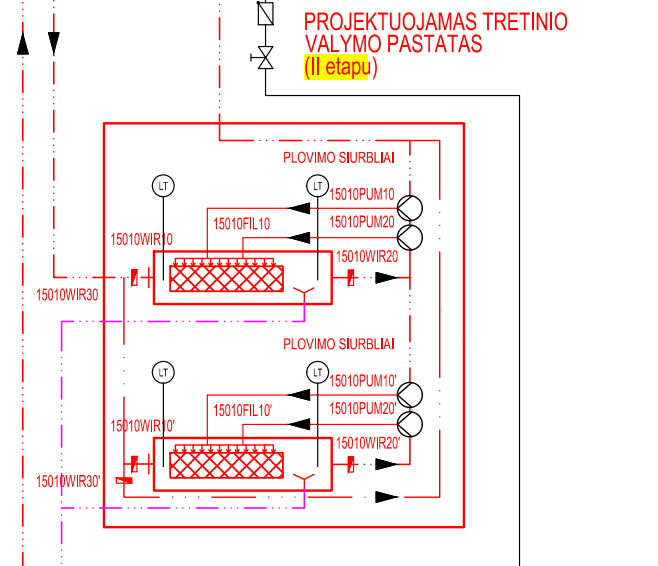 PROJEKTUOJAMAS TRETINIO
VALYMO PASTATAS
(II etapu)
PLOVIMO SIURBLIAI
LT
LT
15010PUM10
15010FIL10
15010PUM20
15010WIR10
15010WIR20
15010WIR30
PLOVIMO SIURBLIAI
LT
LT
15010PUM10'
15010FIL10'
15010PUM20'
15010WIR10'
15010WIR20'
15010WIR30'